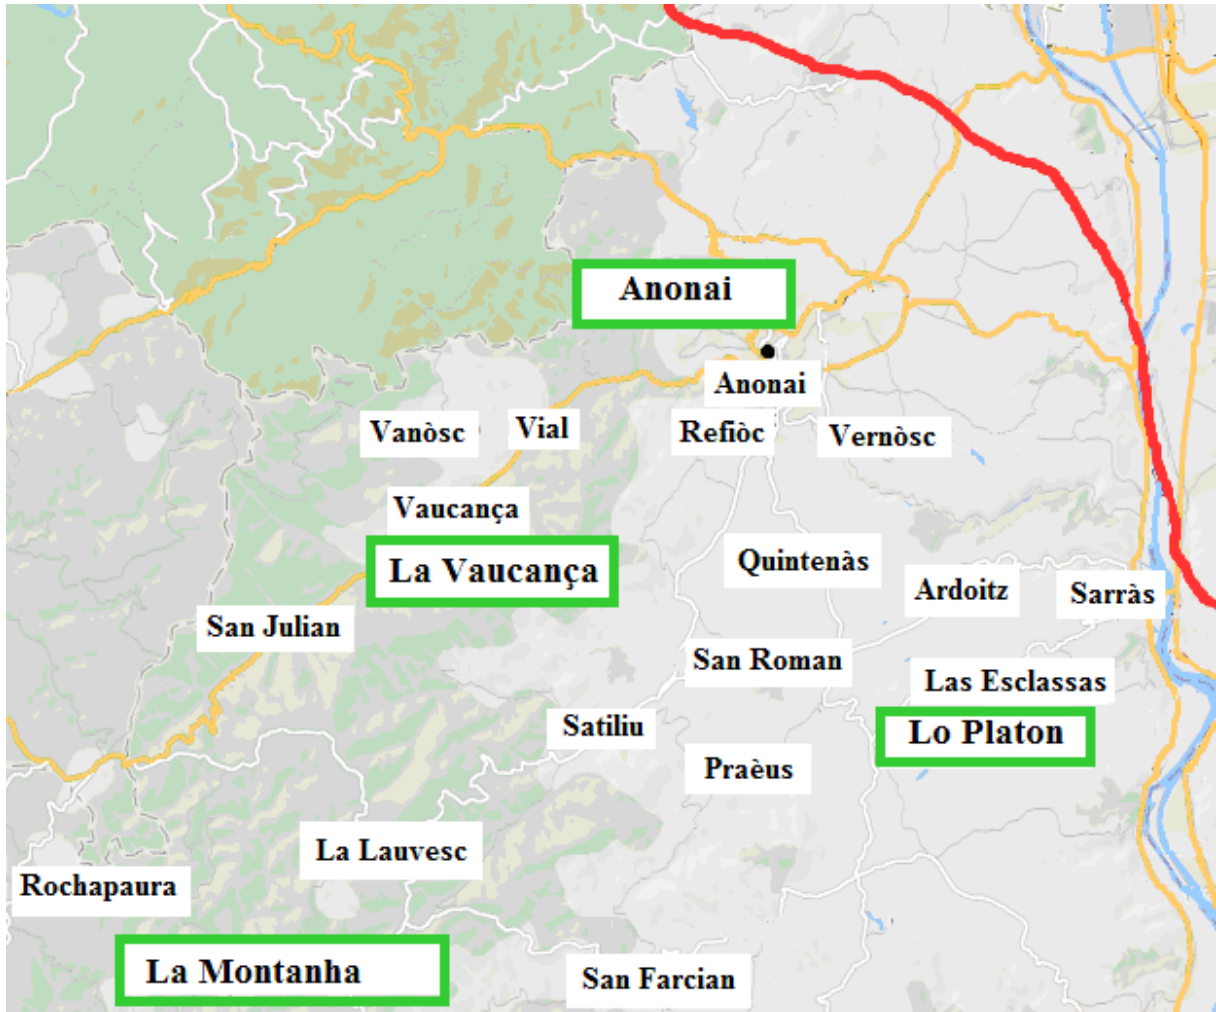 Anonai
Anonai
Vanòsc
Vial
Refiòc
Vernòsc
Vaucança
La Vaucança
Quintenàs
Ardoitz
Sarràs
San Julian
San Roman
Las Esclassas
Satiliu
Lo Platon
Praèus
La Lauvesc
Rochapaura
La Montanha
San Farcian